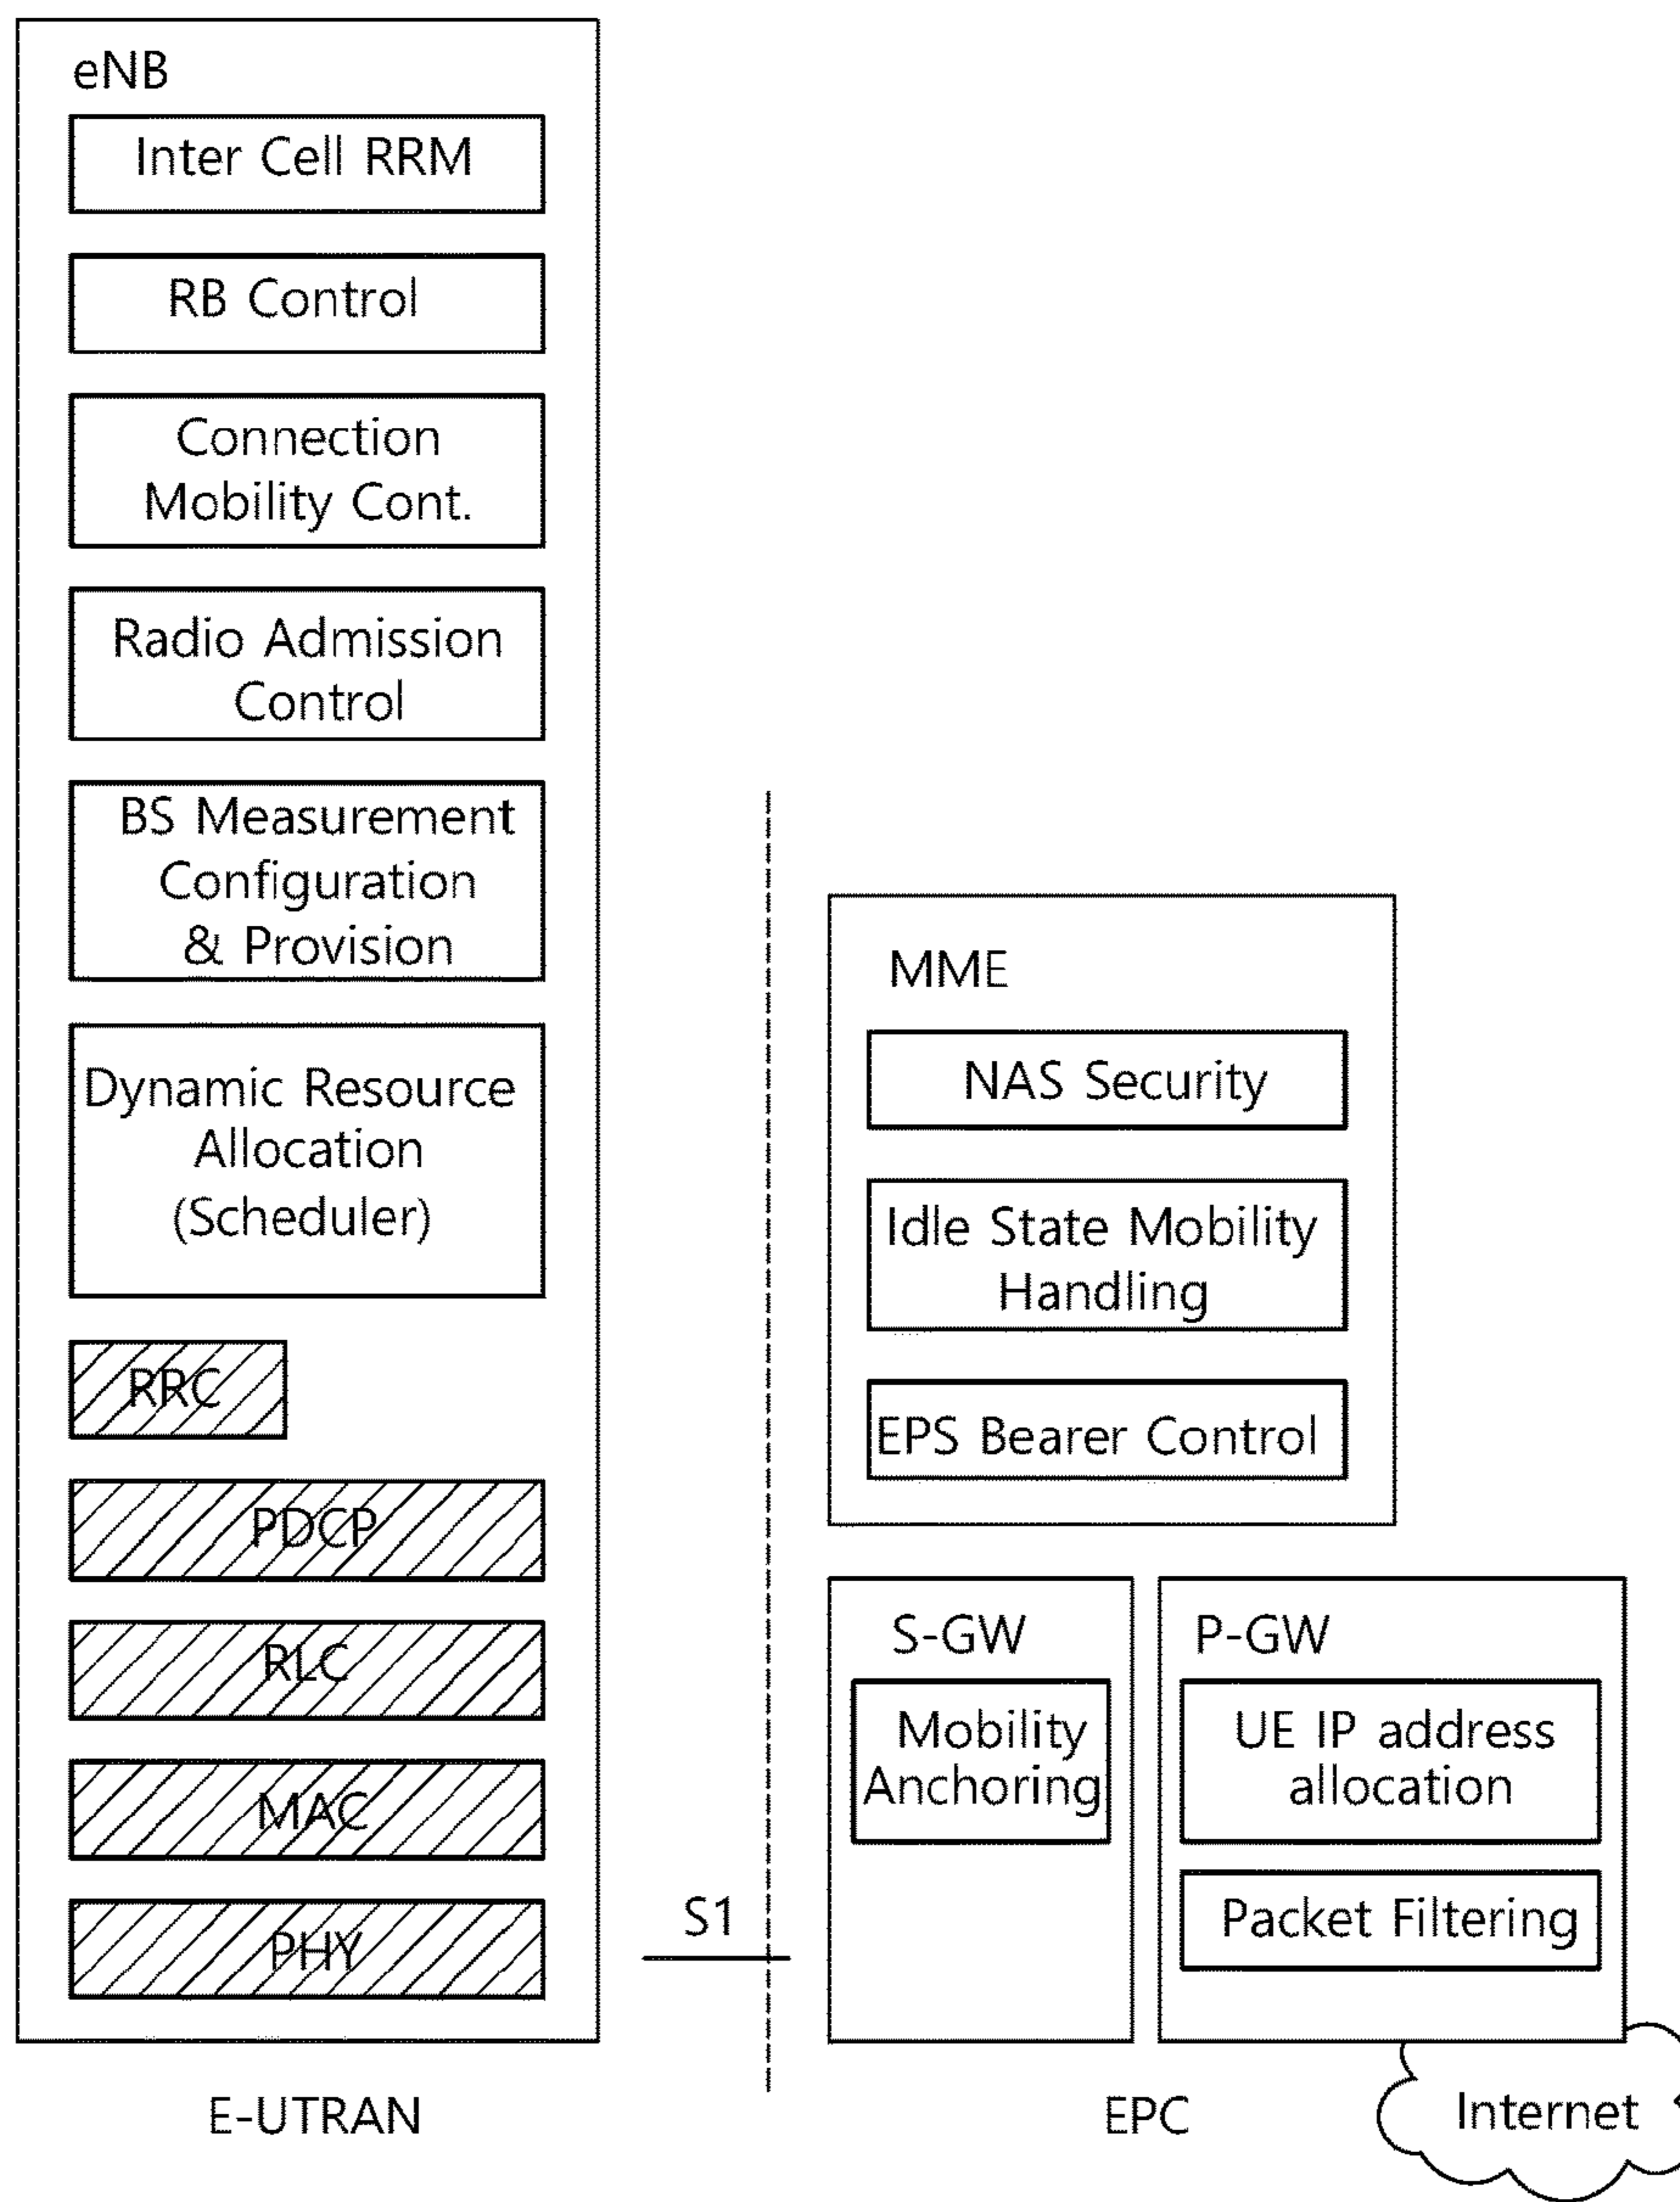 eNB
Inter Cell RRM
RB Control
Connection
Mobility Cont.
Radio Admission
Control
BS Measurement
Configuration
& Provision
Dynamic Resource
Allocation
(Scheduler)
RRC
PDCP
RLC
MAC
PHY
S1
E-UTRAN
MME
NAS Security
Idle State Mobility
Handling
EPS Bearer Control
S-GW
Mobility
Anchoring
P-GW
UE IP address
allocation
Packet Filtering
EPC
Internet